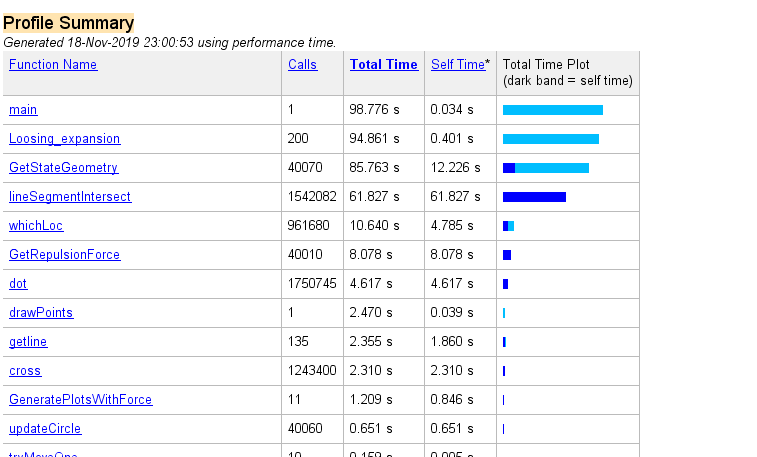 Profile Summary
Generated 18-Nov-2019 23:00:53 using performance time.
Function Name Calls Total Time Self Time* Total Time Plot
(dark band = self time)
main 1 98.776 s 0.034 s
Loosing_expansion 200 94.861 s 0.401 s
GetStateGeometry 40070 85.763 s 12.226 s
lineSegmentIntersect 1542082 61.827 s 61.827 s
whichLoc 961680 10.640 s 4.785 s
GetRepulsionForce 40010 8.078 s 8.078 s
dot 1750745 4.617 s 4.617 s
drawPoints 1 2.470 s 0.039 s
getline 135 2.355 s 1.860 s
cross 1243400 2.310 s 2.310 s
GeneratePlotsWithForce 11 1.209 s 0.846 s
updateCircle 40060 0.651 s 0.651 s
tryMoveOne 10 0.159 s 0.005 s